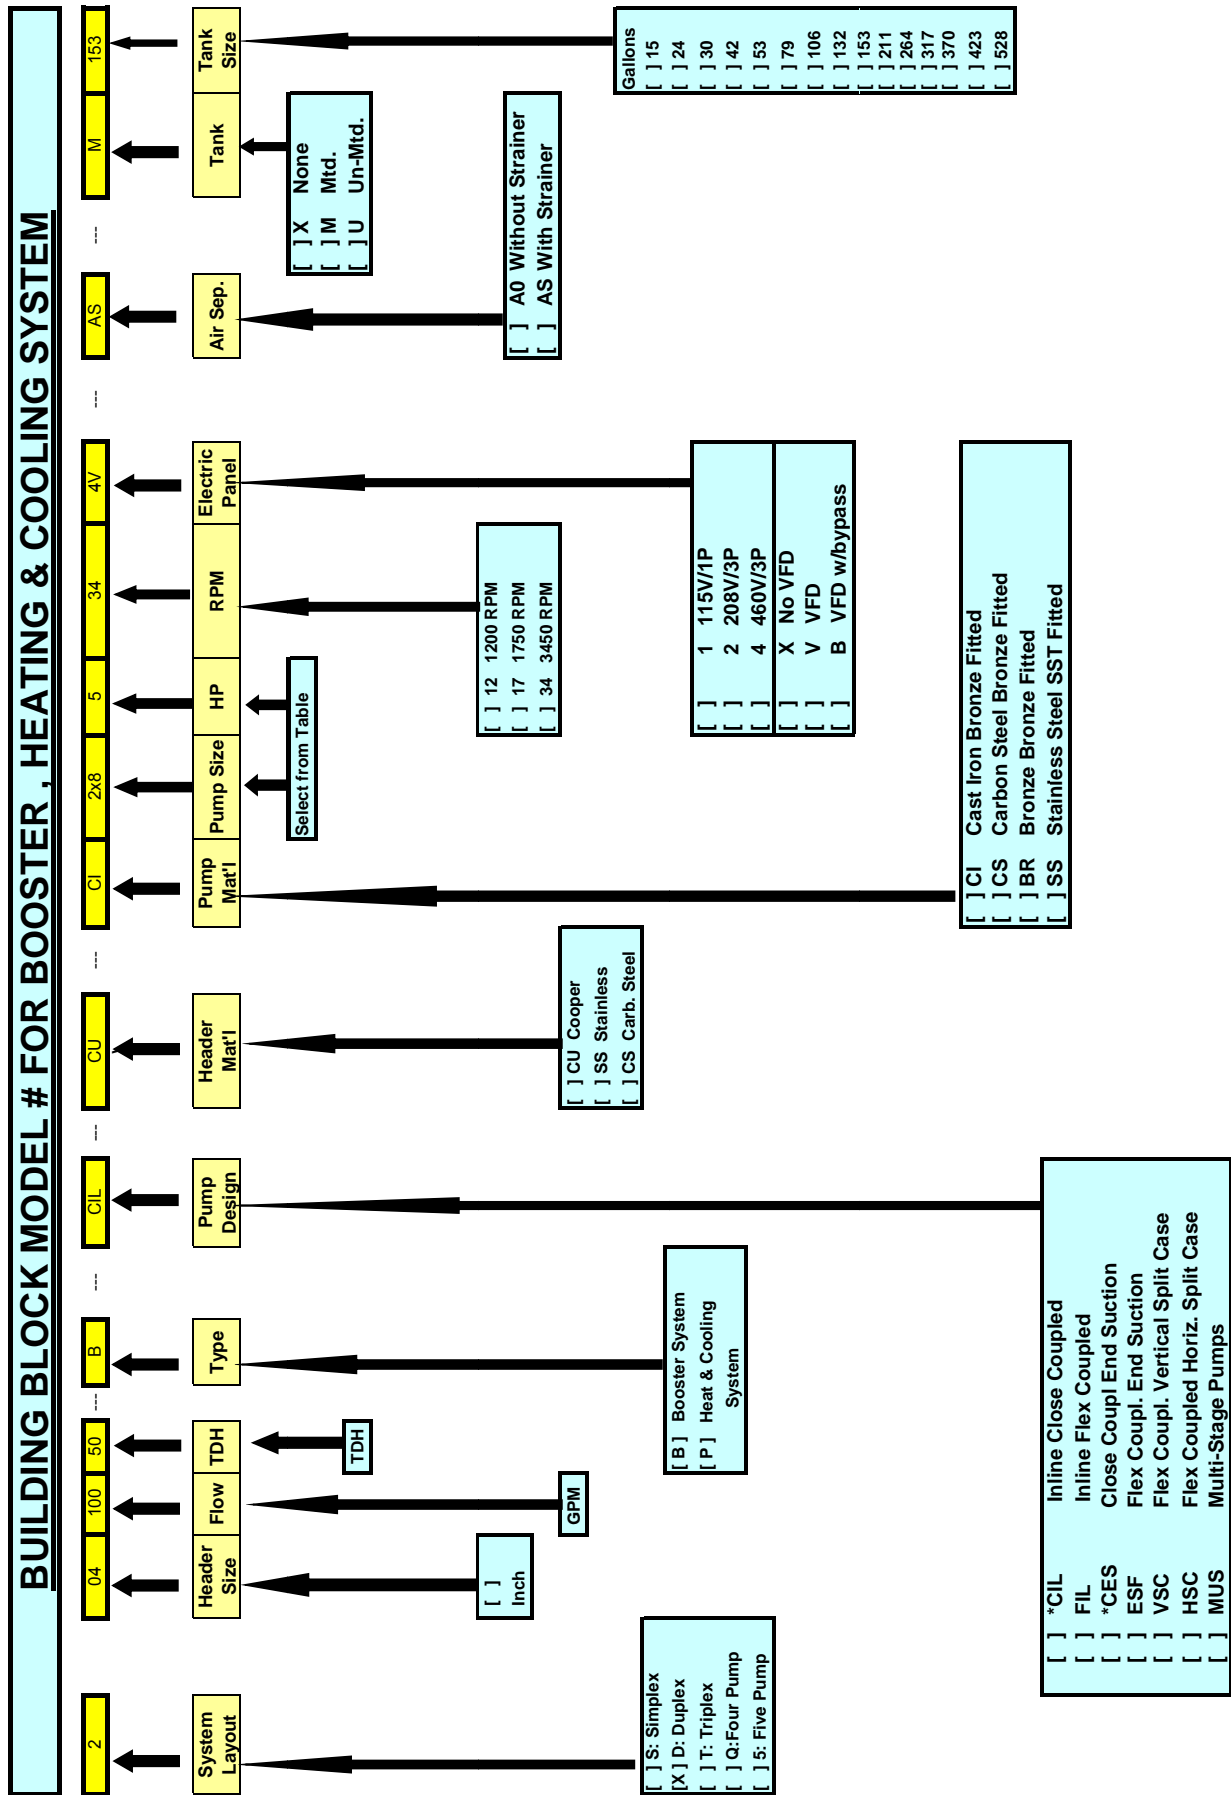 BUILDING BLOCK MODEL # FOR BOOSTER , HEATING & COOLING SYSTEM
2
04
100
50
---
B
---
CIL
---
CU
---
CI
2x8
5
34
4V
---
AS
---
M
153
System
Layout
Header
Size
Flow
TDH
Type
Pump
Design
Header
Mat'l
Pump
Mat'l
Pump Size
HP
RPM
Electric
Panel
Air Sep.
Tank
Tank
Size
[ ] S: Simplex
[X ] D: Duplex
[ ] T: Triplex
[ ] Q:Four Pump
[ ] 5: Five Pump
[ ]
Inch
GPM
TDH
[ B ] Booster System
[ P ] Heat & Cooling
System
[ ] *CIL Inline Close Coupled
[ ] FIL Inline Flex Coupled
[ ] *CES Close Coupl End Suction
[ ] ESF Flex Coupl. End Suction
[ ] VSC Flex Coupl. Vertical Split Case
[ ] HSC Flex Coupled Horiz. Split Case
[ ] MUS Multi-Stage Pumps
[ ] CU Cooper
[ ] SS Stainless
[ ] CS Carb. Steel
[ ] CI Cast Iron Bronze Fitted
[ ] CS Carbon Steel Bronze Fitted
[ ] BR Bronze Bronze Fitted
[ ] SS Stainless Steel SST Fitted
Select from Table
[ ] 12 1200 RPM
[ ] 17 1750 RPM
[ ] 34 3450 RPM
[ ] 1 115V/1P
[ ] 2 208V/3P
[ ] 4 460V/3P
[ ] X No VFD
[ ] V VFD
[ ] B VFD w/bypass
[ ] A0 Without Strainer
[ ] AS With Strainer
[ ] X None
[ ] M Mtd.
[ ] U Un-Mtd.
Gallons
[ ] 15
[ ] 24
[ ] 30
[ ] 42
[ ] 53
[ ] 79
[ ] 106
[ ] 132
[ ] 153
[ ] 211
[ ] 264
[ ] 317
[ ] 370
[ ] 423
[ ] 528